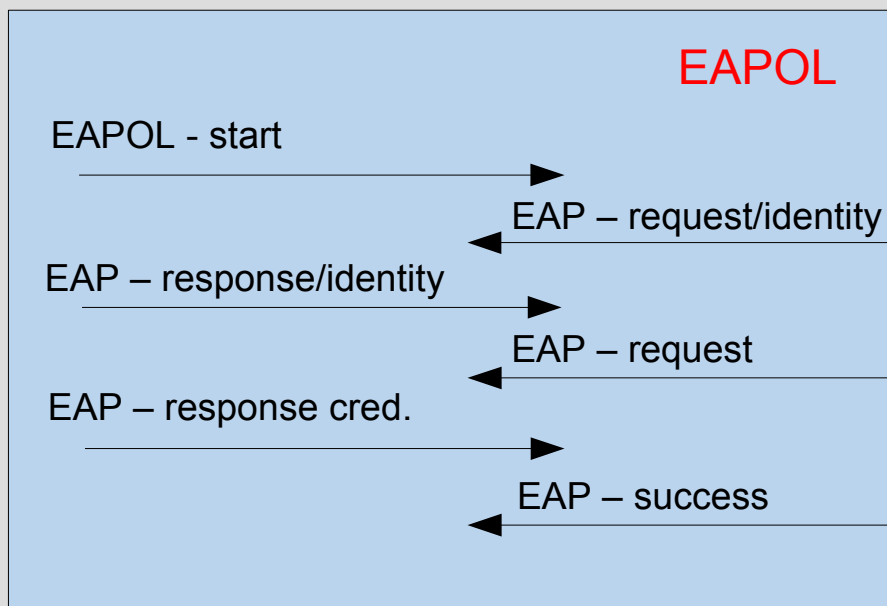 EAPOL
EAPOL - start
EAP – request/identity
EAP – response/identity
EAP – request
EAP – response cred.
EAP – success